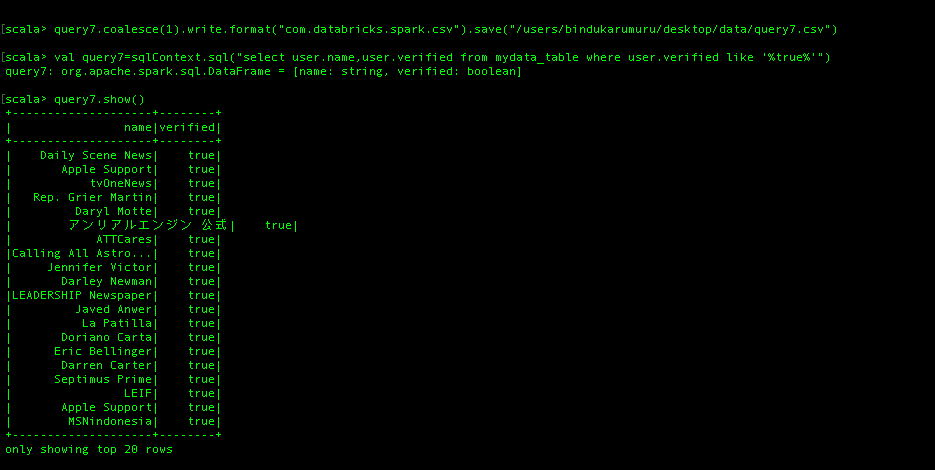 [scala> query7.coalesce(1).write.format("com.databricks.spark.csv").save("/users/bindukarumuru/desktop/data/query7.csv")
[scala> val query7=sqlContext.sql("select user.name,user.verified from mydata_table where user.verified like '%true%'")
query7: org.apache.spark.sql.DataFrame = [name: string, verified: boolean]
[scala> query7.show()
+--------------------+--------+
|                name|verified|
+--------------------+--------+
|    Daily Scene News|    true|
|       Apple Support|    true|
|           tvOneNews|    true|
|   Rep. Grier Martin|    true|
|         Daryl Motte|    true|
|        アンリアルエンジン 公式|    true|
|            ATTCares|    true|
|Calling All Astro...|    true|
|     Jennifer Victor|    true|
|       Darley Newman|    true|
|LEADERSHIP Newspaper|    true|
|         Javed Anwer|    true|
|          La Patilla|    true|
|       Doriano Carta|    true|
|      Eric Bellinger|    true|
|       Darren Carter|    true|
|      Septimus Prime|    true|
|                LEIF|    true|
|       Apple Support|    true|
|        MSNindonesia|    true|
+--------------------+--------+
only showing top 20 rows